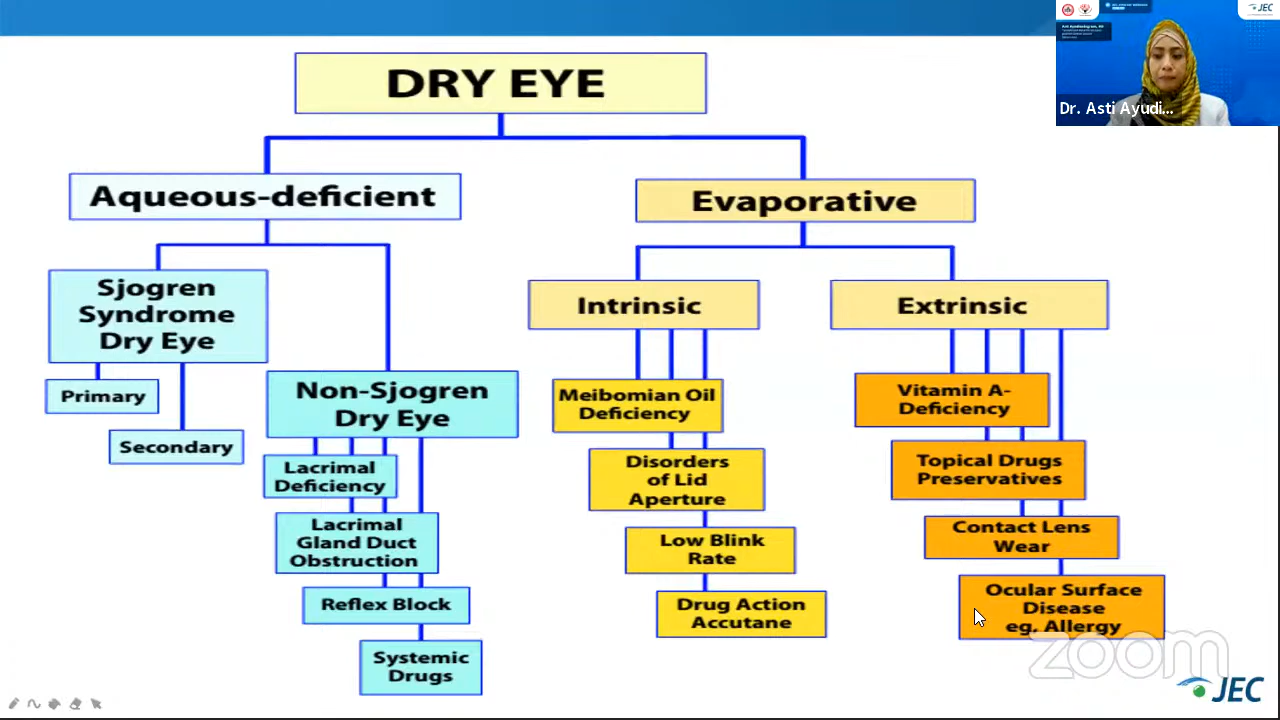 DRY EYE
Aqueous-deficient
Evaporative
Sjogren
Syndrome
Dry Eye
Primary
Secondary
Non-Sjogren
Dry Eye
Lacrimal
Deficiency
Lacrimal
Gland Duct
Obstruction
Reflex Block
Systemic
Drugs
Intrinsic
Meibomian Oil
Deficiency
Disorders
of Lid
Aperture
Low Blink
Rate
Drug Action
Accutane
Extrinsic
Vitamin A-
Deficiency
Topical Drugs
Preservatives
Contact Lens
Wear
Ocular Surface
Disease
eg. Allergy
JEC
Dr. Asti Ayudi...
zoom
JEC